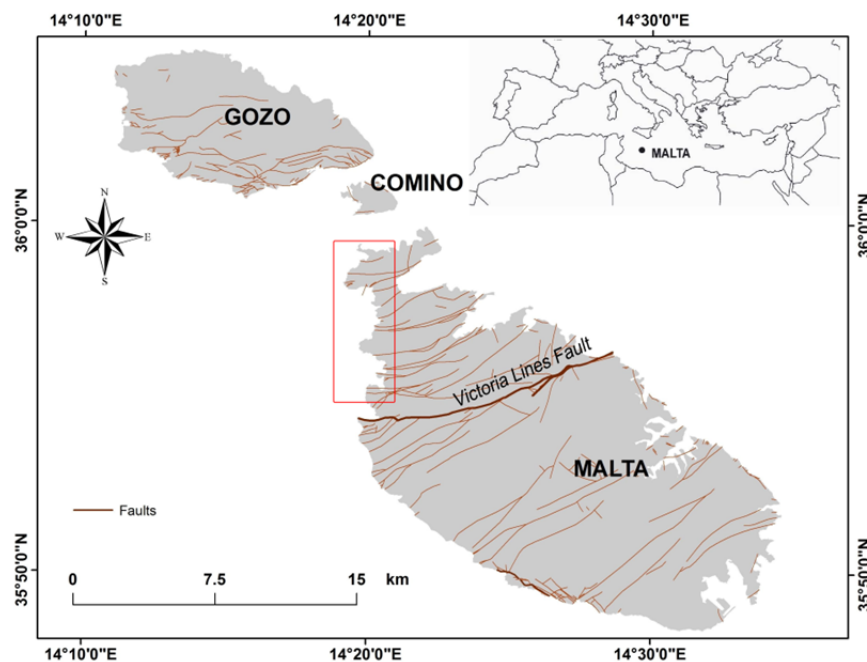 14°10'0"E 14°20'0"E 14°30'0"E
GOZO
MALTA
COMINO
N
W E
S
36°0'0"N
36°0'0"N
Victoria Lines Fault
MALTA
Faults
0 7.5 15 km
35°50'0"N
35°50'0"N
14°10'0"E 14°20'0"E 14°30'0"E